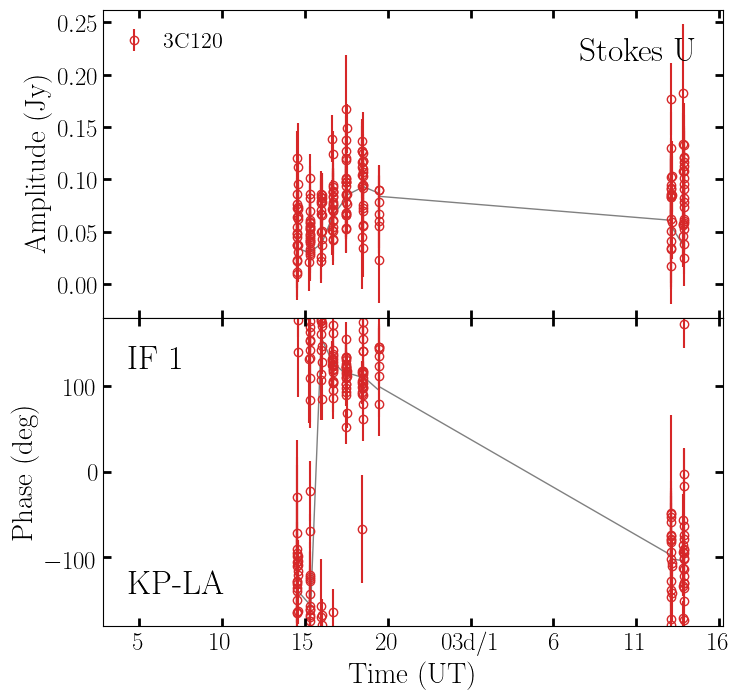 0.25
0.20
0.15
0.10
0.05
0.00
Amplitude (Jy)
3C120
Stokes U
100
0
−100
Phase (deg)
IF 1
KP-LA
5 10 15 20 03d/1 6 11 16
Time (UT)